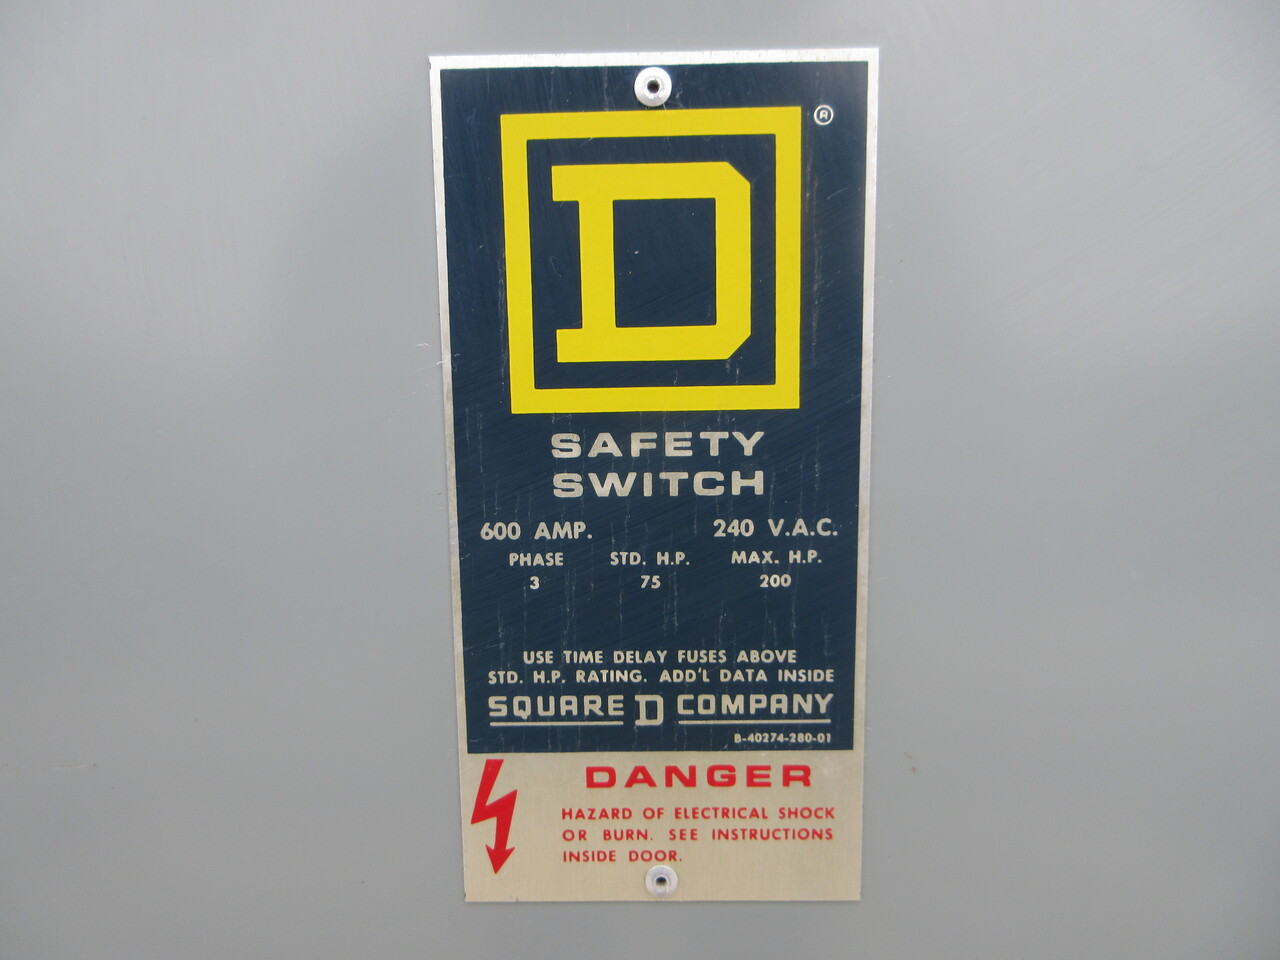 D ®
SAFETY
SWITCH
600 AMP. 240 V.A.C.
PHASE STD. H.P. MAX. H.P.
3 75 200
USE TIME DELAY FUSES ABOVE
STD. H.P. RATING. ADD'L DATA INSIDE
SQUARE D COMPANY
B-40274-280-01
DANGER
HAZARD OF ELECTRICAL SHOCK
OR BURN. SEE INSTRUCTIONS
INSIDE DOOR.